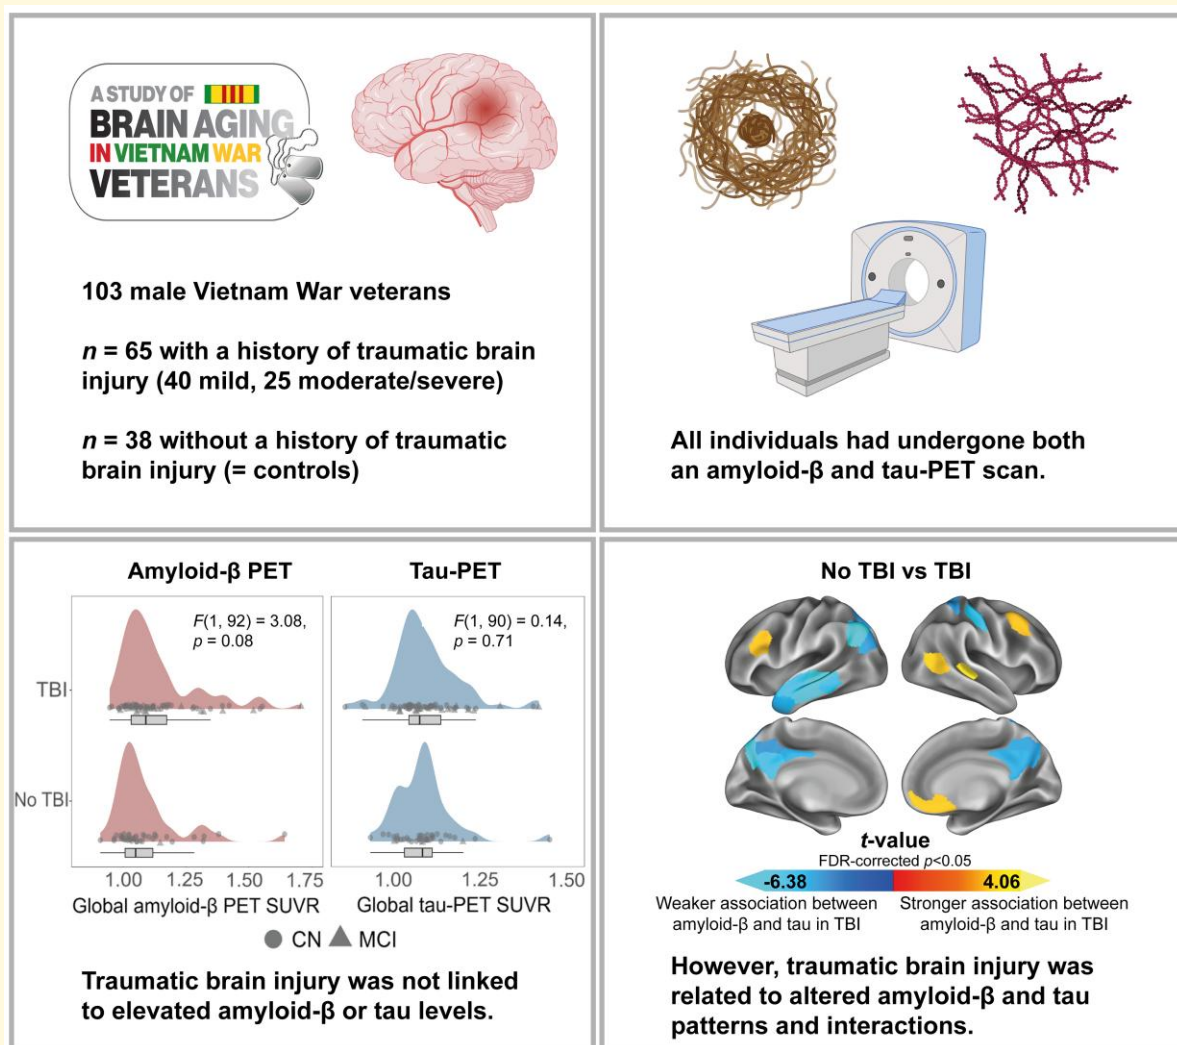 A STUDY OF
BRAIN AGING
IN VIETNAM WAR
VETERANS
103 male Vietnam War veterans
n = 65 with a history of traumatic brain
injury (40 mild, 25 moderate/severe)
n = 38 without a history of traumatic
brain injury (= controls)
All individuals had undergone both
an amyloid-β and tau-PET scan.
Amyloid-β PET
Tau-PET
F(1, 92) = 3.08,
p = 0.08
F(1, 90) = 0.14,
p = 0.71
TBI
No TBI
1.00 1.25 1.50 1.75
1.00 1.25 1.50
Global amyloid-β PET SUVR
Global tau-PET SUVR
CN MCI
Traumatic brain injury was not linked
to elevated amyloid-β or tau levels.
No TBI vs TBI
t-value
FDR-corrected p<0.05
-6.38 4.06
Weaker association between
amyloid-β and tau in TBI
Stronger association between
amyloid-β and tau in TBI
However, traumatic brain injury was
related to altered amyloid-β and tau
patterns and interactions.